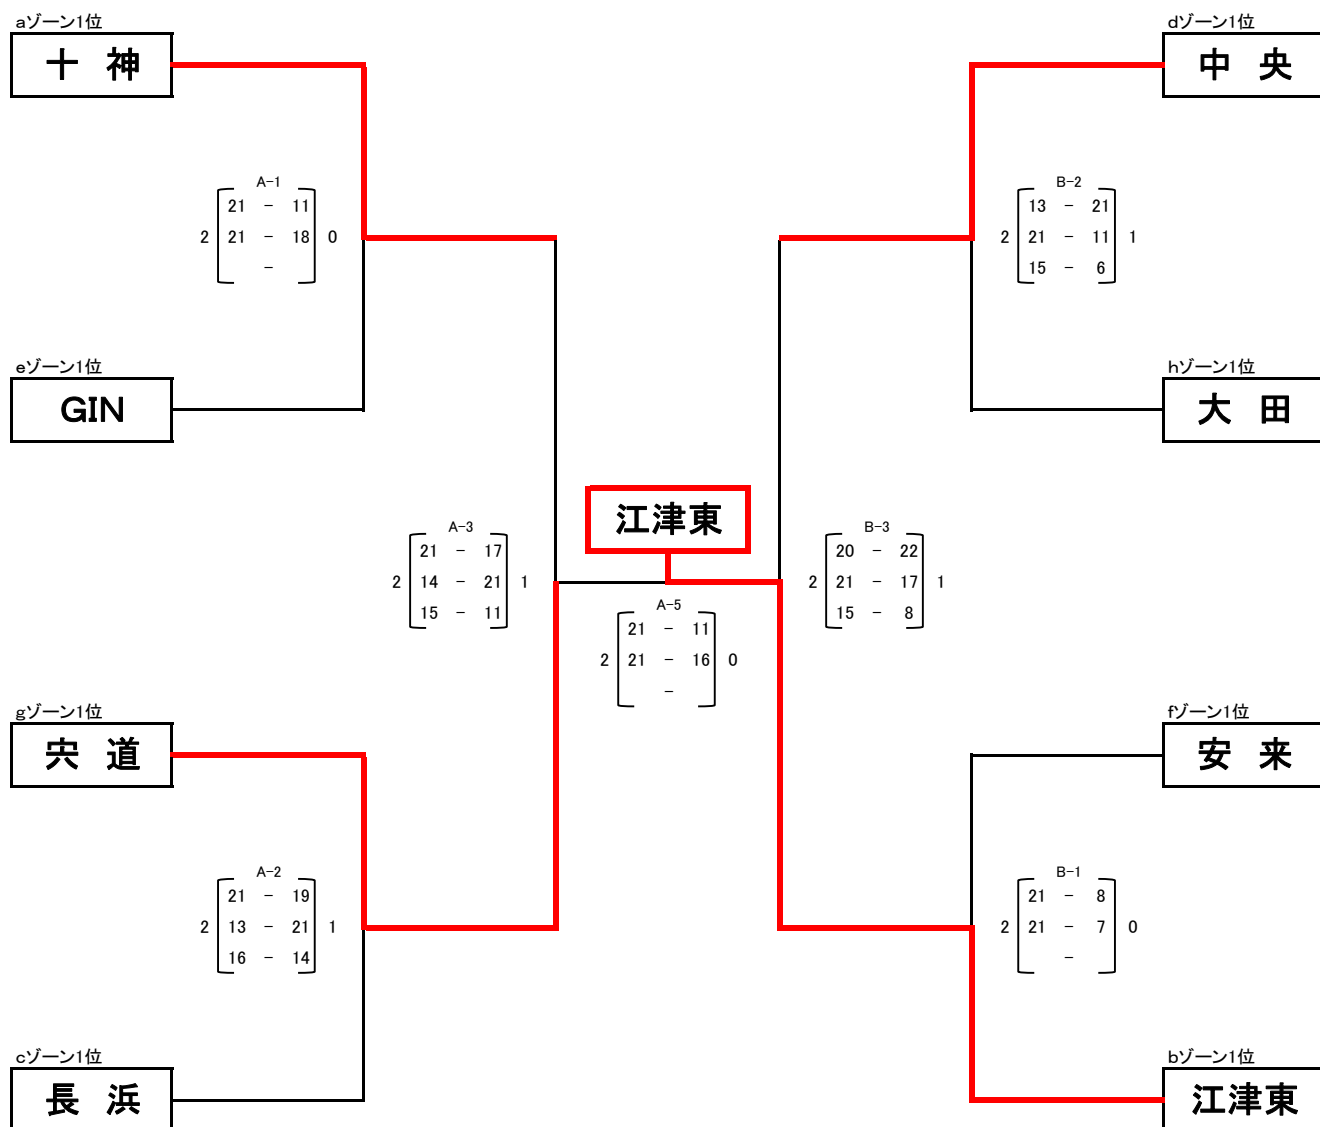 aゾーン1位
十 神
dゾーン1位
中 央
A-1
21 - 11
2 21 - 18 0
-
B-2
13 - 21
2 21 - 11 1
15 - 6
eゾーン1位
GIN
hゾーン1位
大 田
江津東
A-3
21 - 17
2 14 - 21 1
15 - 11
B-3
20 - 22
2 21 - 17 1
15 - 8
A-5
21 - 11
2 21 - 16 0
-
gゾーン1位
宍 道
fゾーン1位
安 来
A-2
21 - 19
2 13 - 21 1
16 - 14
B-1
21 - 8
2 21 - 7 0
-
cゾーン1位
長 浜
bゾーン1位
江津東